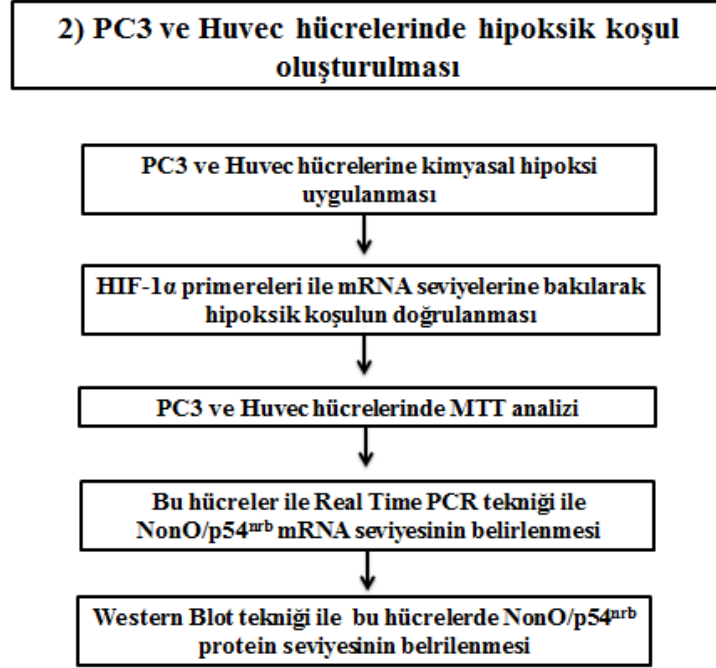 2) PC3 ve Huvec hücrelerinde hipoksik koşul
oluşturulması
PC3 ve Huvec hücrelerine kimyasal hipoksi
uygulanması
HIF-1α primereleri ile mRNA seviyelerine bakılarak
hipoksik koşulun doğrulanması
PC3 ve Huvec hücrelerinde MTT analizi
Bu hücreler ile Real Time PCR tekniği ile
NonO/p54ⁿʳᵇ mRNA seviyesinin belirlenmesi
Western Blot tekniği ile bu hücrelerde NonO/p54ⁿʳᵇ
protein seviyesinin belrilenmesi